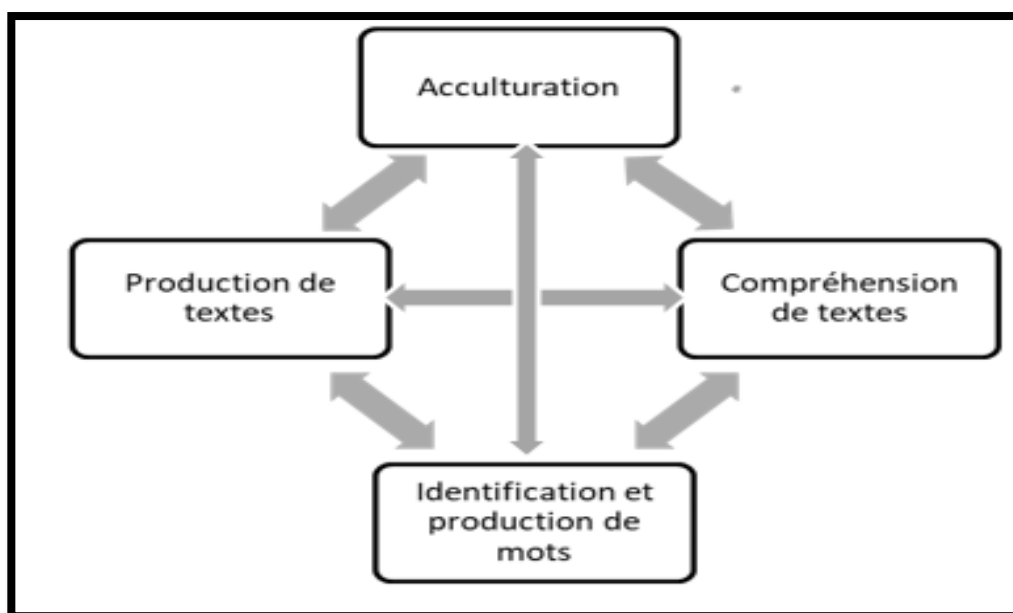 Acculturation
Production de
textes
Compréhension
de textes
Identification et
production de
mots